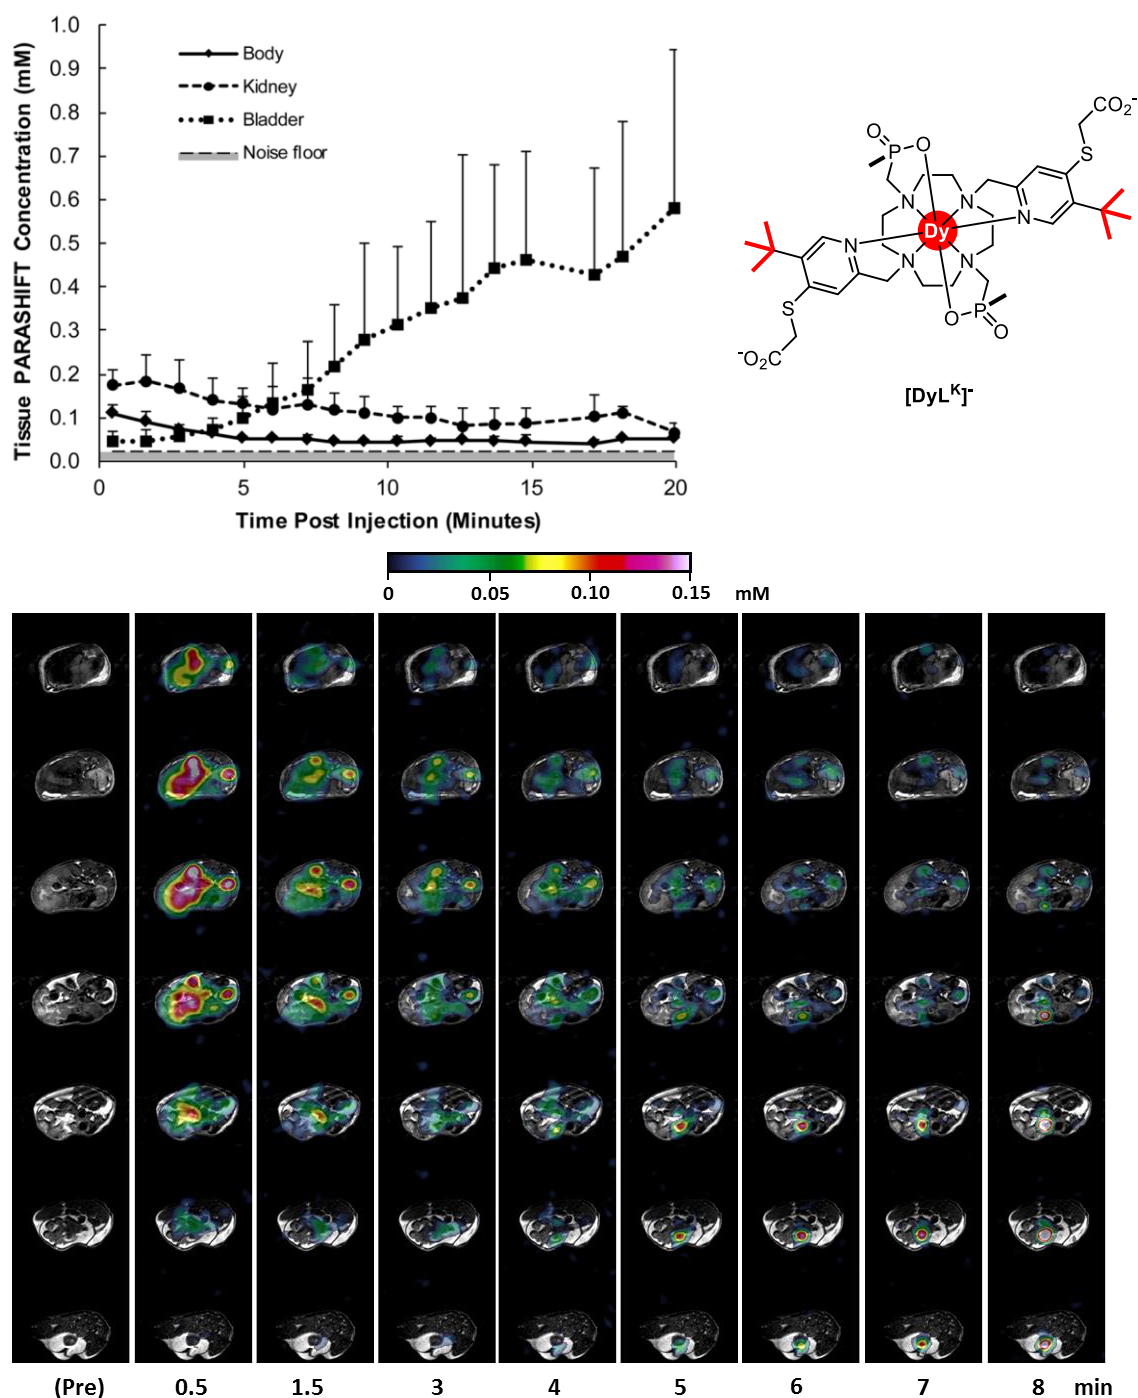 Tissue PARASHIFT Concentration (mM)
1.0
0.9
0.8
0.7
0.6
0.5
0.4
0.3
0.2
0.1
0.0
Body
Kidney
Bladder
Noise floor
0 5 10 15 20
Time Post Injection (Minutes)
CO2-
S
O
P O
N N
N
Dy
N
N N
S
O P
O
-O2C
[DyLK]-
0 0.05 0.10 0.15 mM
(Pre) 0.5 1.5 3 4 5 6 7 8 min